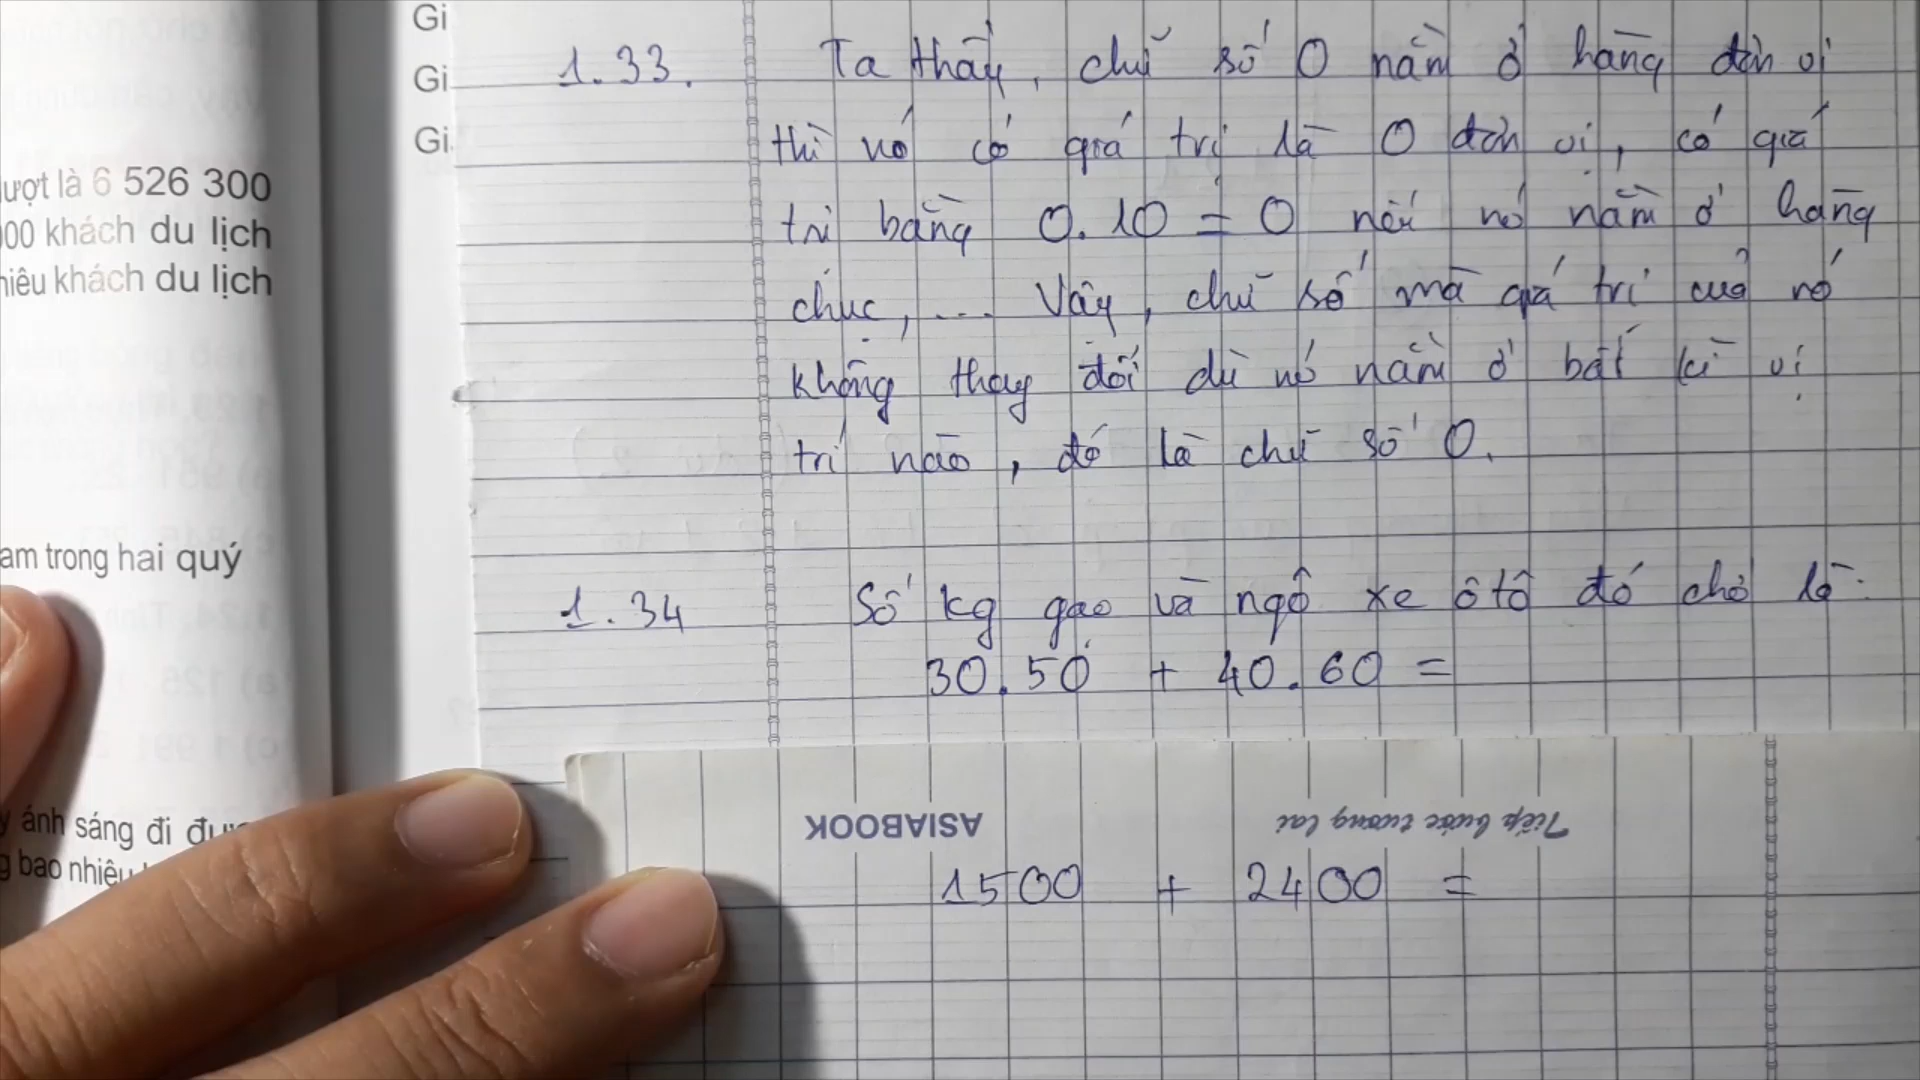 Gi
Gi
Gi
ượt là 6 526 300
000 khách du lịch
hiêu khách du lịch
am trong hai quý
y ánh sáng đi đư
g bao nhiêu
1.33. Ta thấy, chữ số 0 nằm ở hàng đơn vị
thì nó có giá trị là 0 đơn vị, có giá
trị bằng 0.10 = 0 nếu nó nằm ở hàng
chục, ... Vậy, chữ số mà giá trị của nó
không thay đổi dù nó nằm ở bất kì vị
trí nào, đó là chữ số 0.
1.34 Số kg gạo và ngô xe ôtô đó chở là:
30.50 + 40.60 =
ASIABOOK Tiếp bước tương lai
1500 + 2400 =